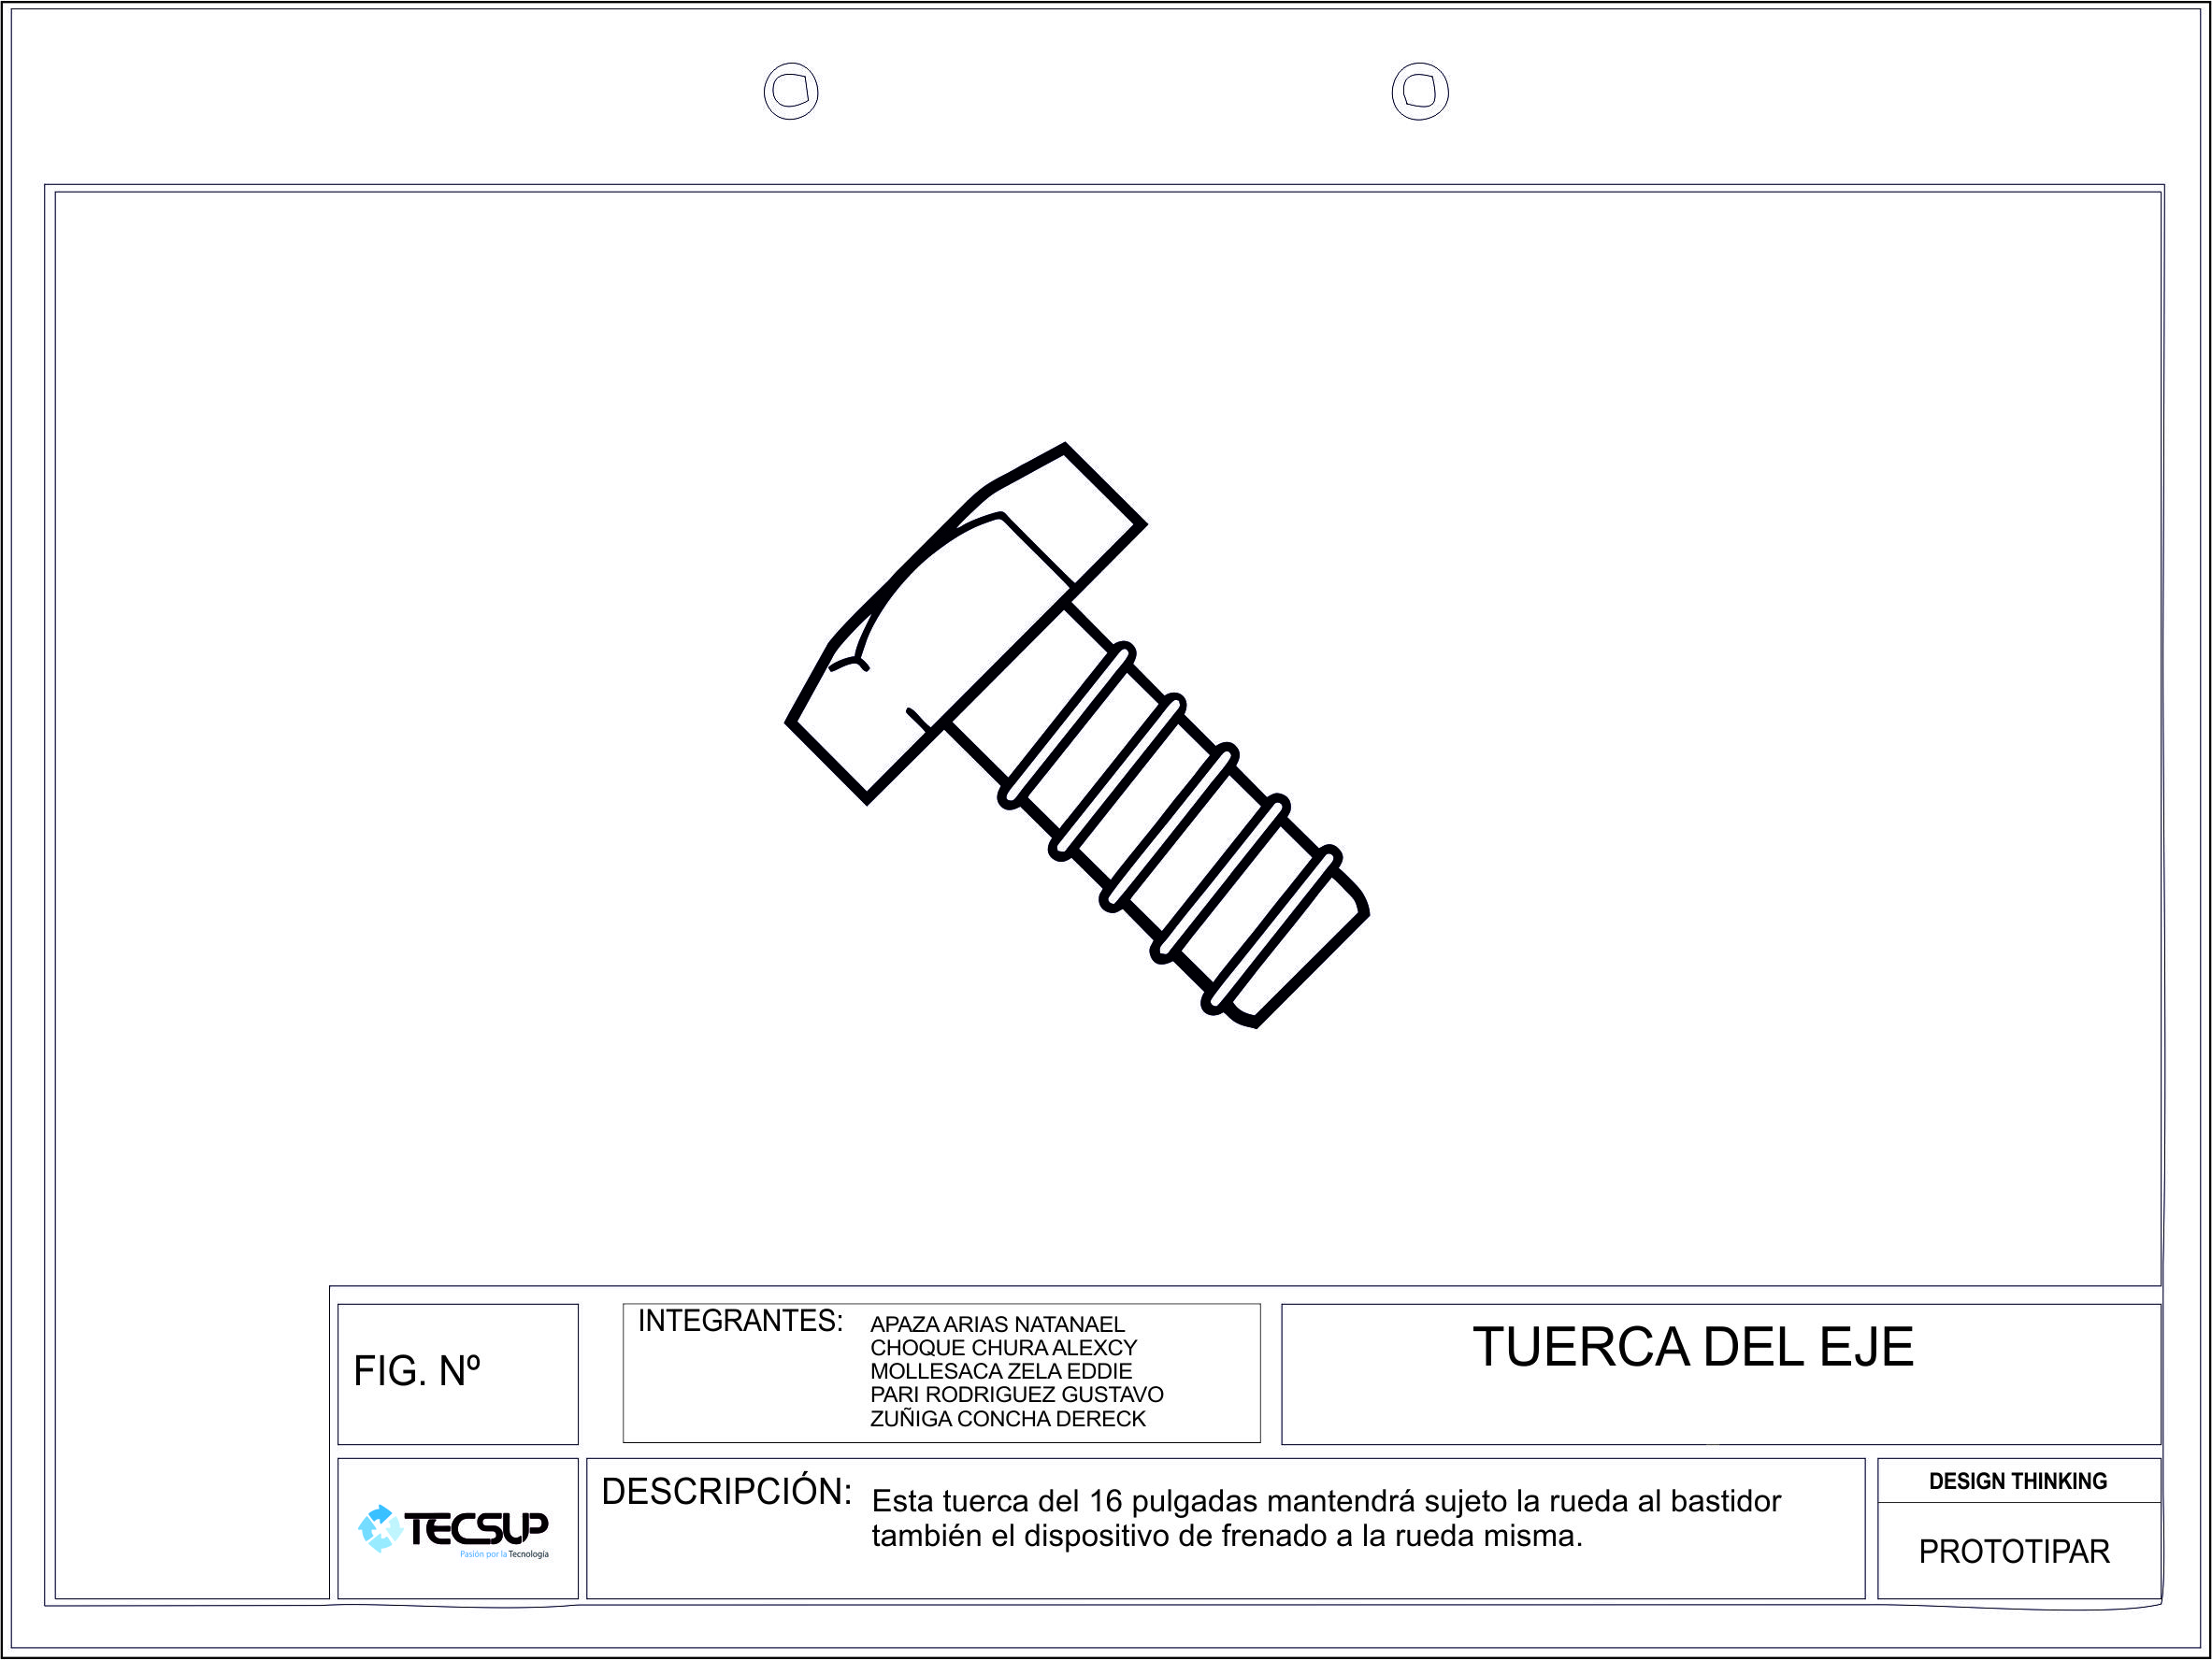 FIG. Nº
INTEGRANTES:
APAZA ARIAS NATANAEL
CHOQUE CHURA ALEXCY
MOLLESACA ZELA EDDIE
PARI RODRIGUEZ GUSTAVO
ZUÑIGA CONCHA DERECK
TUERCA DEL EJE
TECSUP
Pasión por la Tecnología
DESCRIPCIÓN:
Esta tuerca del 16 pulgadas mantendrá sujeto la rueda al bastidor
también el dispositivo de frenado a la rueda misma.
DESIGN THINKING
PROTOTIPAR